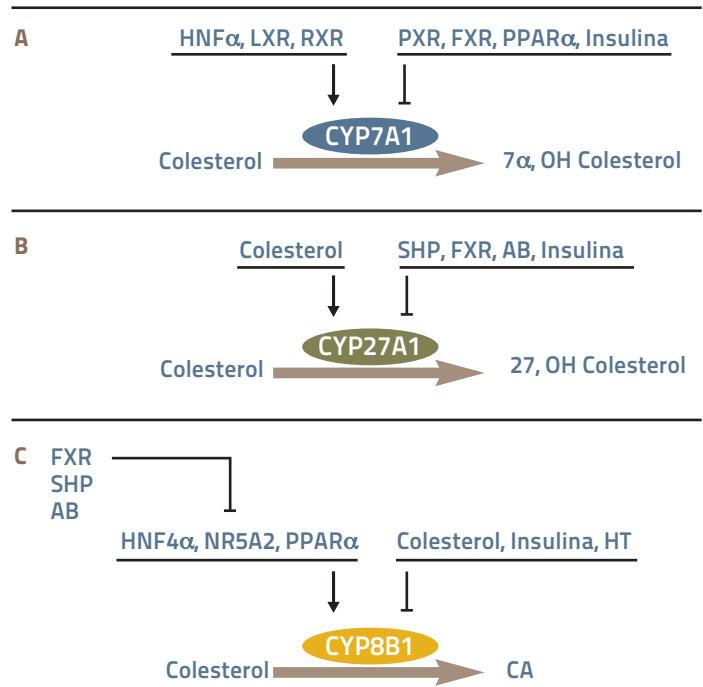 A
HNFα, LXR, RXR
PXR, FXR, PPARα, Insulina
CYP7A1
Colesterol
7α, OH Colesterol
B
Colesterol
SHP, FXR, AB, Insulina
CYP27A1
Colesterol
27, OH Colesterol
C
FXR
SHP
AB
HNF4α, NR5A2, PPARα
Colesterol, Insulina, HT
CYP8B1
Colesterol
CA